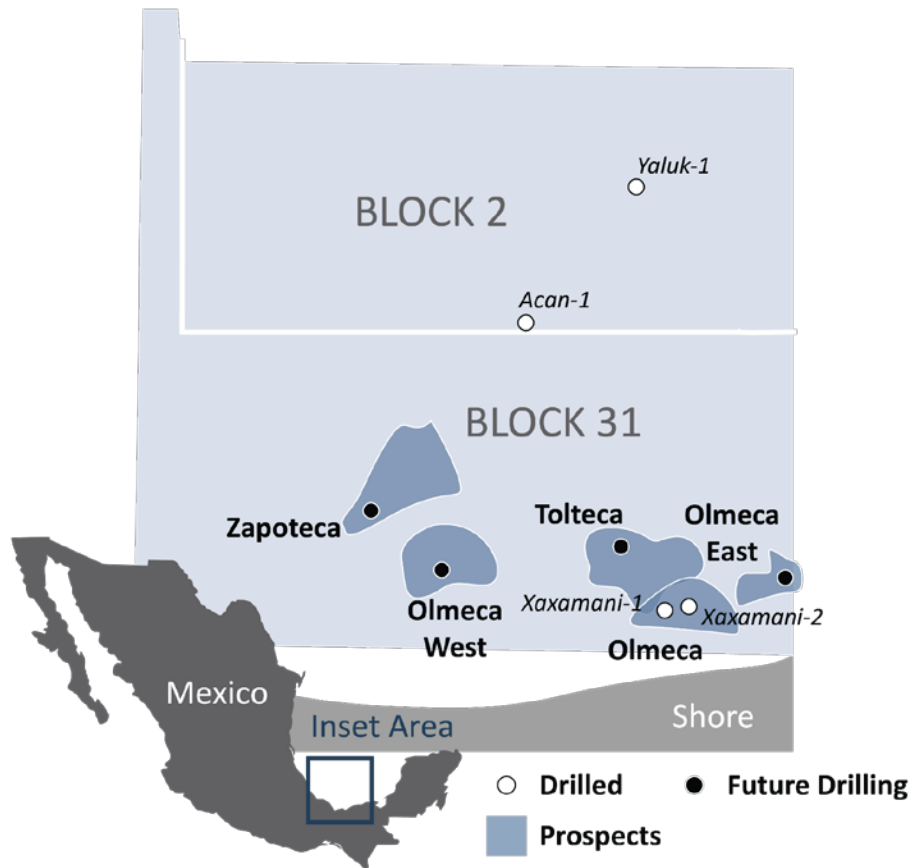 Yaluk-1
BLOCK 2
Acan-1
BLOCK 31
Zapoteca
Tolteca
Olmeca
East
Olmeca
West
Xaxamani-1
Xaxamani-2
Olmeca
Mexico
Inset Area
Shore
Drilled
Future Drilling
Prospects